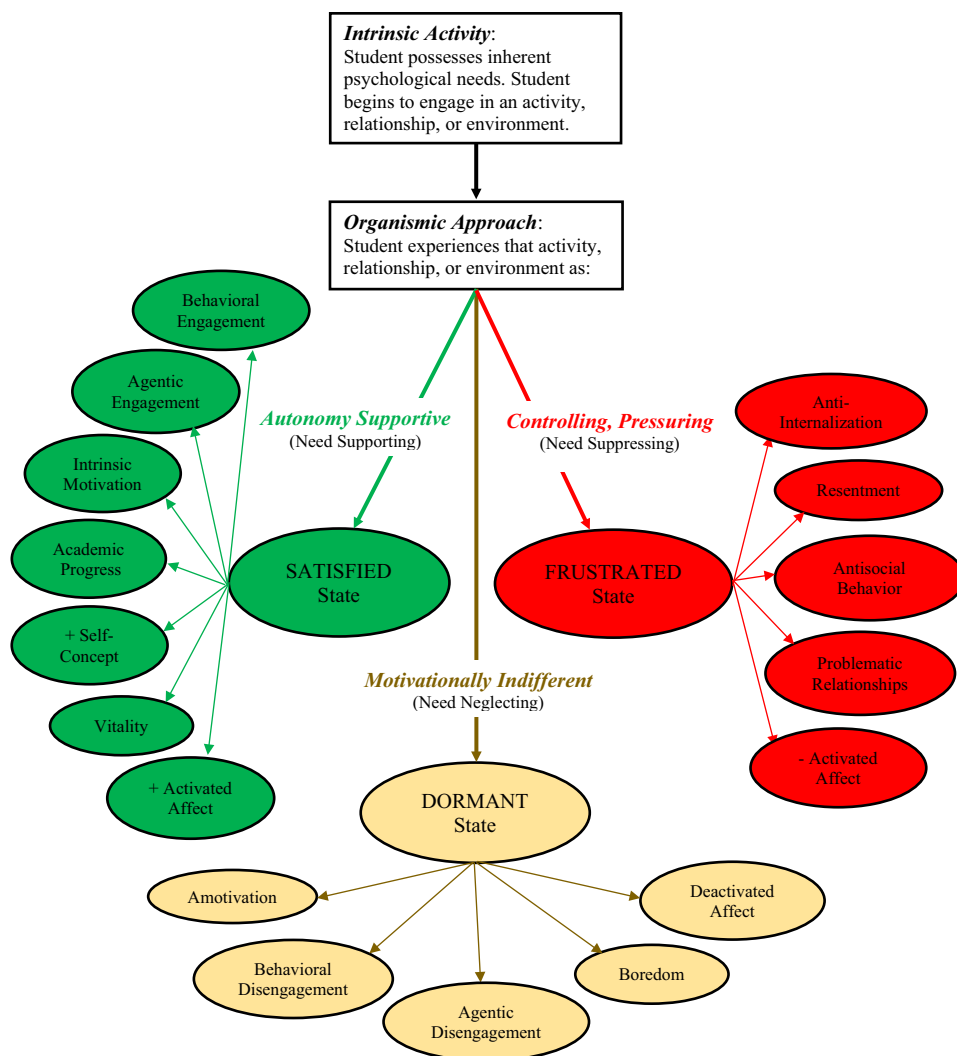 Intrinsic Activity:
Student possesses inherent
psychological needs. Student
begins to engage in an activity,
relationship, or environment.
Organismic Approach:
Student experiences that activity,
relationship, or environment as:
Autonomy Supportive
(Need Supporting)
Controlling, Pressuring
(Need Suppressing)
Motivationally Indifferent
(Need Neglecting)
SATISFIED
State
Behavioral
Engagement
Agentic
Engagement
Intrinsic
Motivation
Academic
Progress
+ Self-
Concept
Vitality
+ Activated
Affect
FRUSTRATED
State
Anti-
Internalization
Resentment
Antisocial
Behavior
Problematic
Relationships
- Activated
Affect
DORMANT
State
Amotivation
Behavioral
Disengagement
Agentic
Disengagement
Boredom
Deactivated
Affect